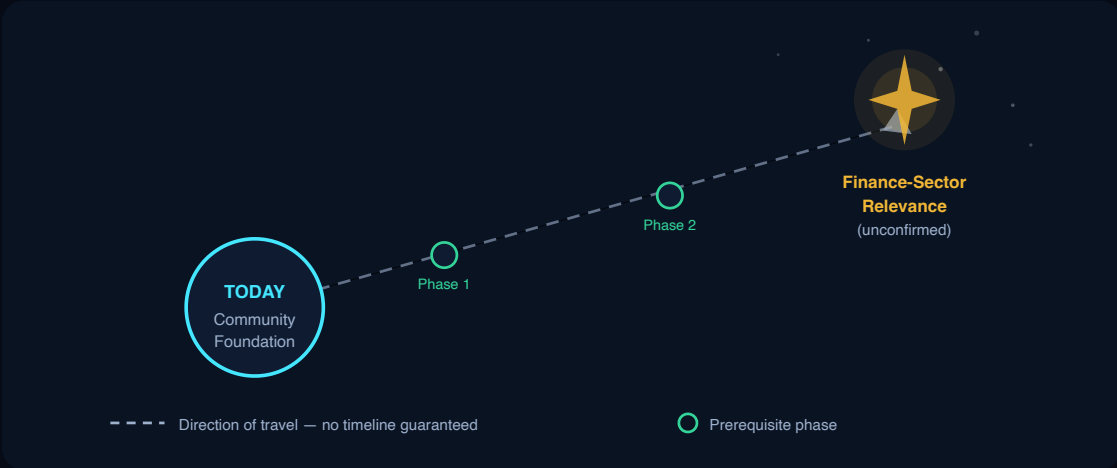 Finance-Sector
Relevance
(unconfirmed)
Phase 2
Phase 1
TODAY
Community
Foundation
Direction of travel — no timeline guaranteed
Prerequisite phase